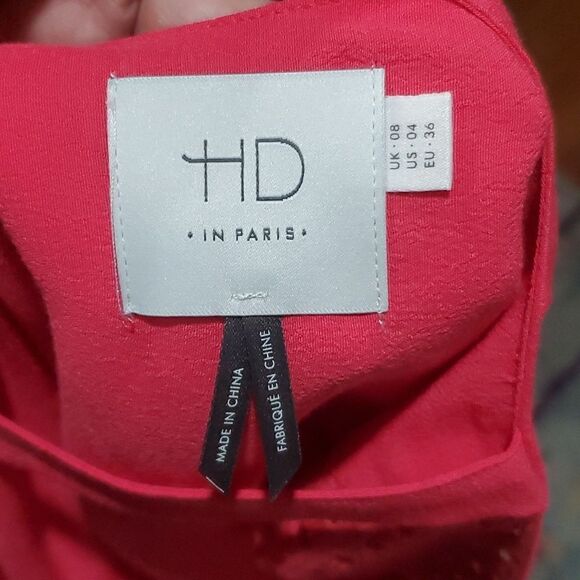 HD
• IN PARIS •
UK · 08
US · 04
EU · 36
MADE IN CHINA
FABRIQUÉ EN CHINE